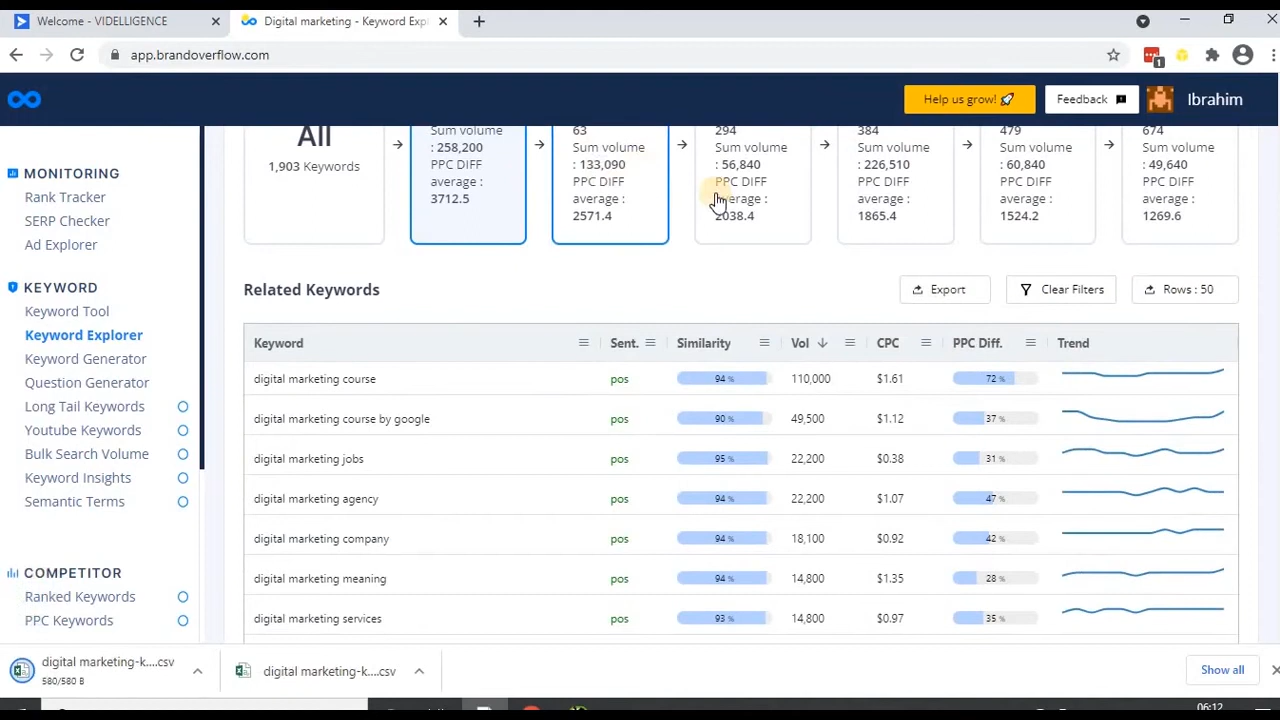 Welcome - VIDELLIGENCE
Digital marketing - Keyword Expl
app.brandoverflow.com
1
Help us grow!
Feedback
Ibrahim
MONITORING
Rank Tracker
SERP Checker
Ad Explorer
KEYWORD
Keyword Tool
Keyword Explorer
Keyword Generator
Question Generator
Long Tail Keywords
Youtube Keywords
Bulk Search Volume
Keyword Insights
Semantic Terms
COMPETITOR
Ranked Keywords
PPC Keywords
All
1,903 Keywords
Sum volume
: 258,200
PPC DIFF
average :
3712.5
63
Sum volume
: 133,090
PPC DIFF
average :
2571.4
294
Sum volume
: 56,840
PPC DIFF
average :
2038.4
384
Sum volume
: 226,510
PPC DIFF
average :
1865.4
479
Sum volume
: 60,840
PPC DIFF
average :
1524.2
674
Sum volume
: 49,640
PPC DIFF
average :
1269.6
Related Keywords
Export
Clear Filters
Rows : 50
Keyword Sent. Similarity Vol CPC PPC Diff. Trend
digital marketing course pos 94 % 110,000 $1.61 72 %
digital marketing course by google pos 90 % 49,500 $1.12 37 %
digital marketing jobs pos 95 % 22,200 $0.38 31 %
digital marketing agency pos 94 % 22,200 $1.07 47 %
digital marketing company pos 94 % 18,100 $0.92 42 %
digital marketing meaning pos 94 % 14,800 $1.35 28 %
digital marketing services pos 93 % 14,800 $0.97 35 %
digital marketing-k....csv
580/580 B
digital marketing-k....csv
Show all
06:12